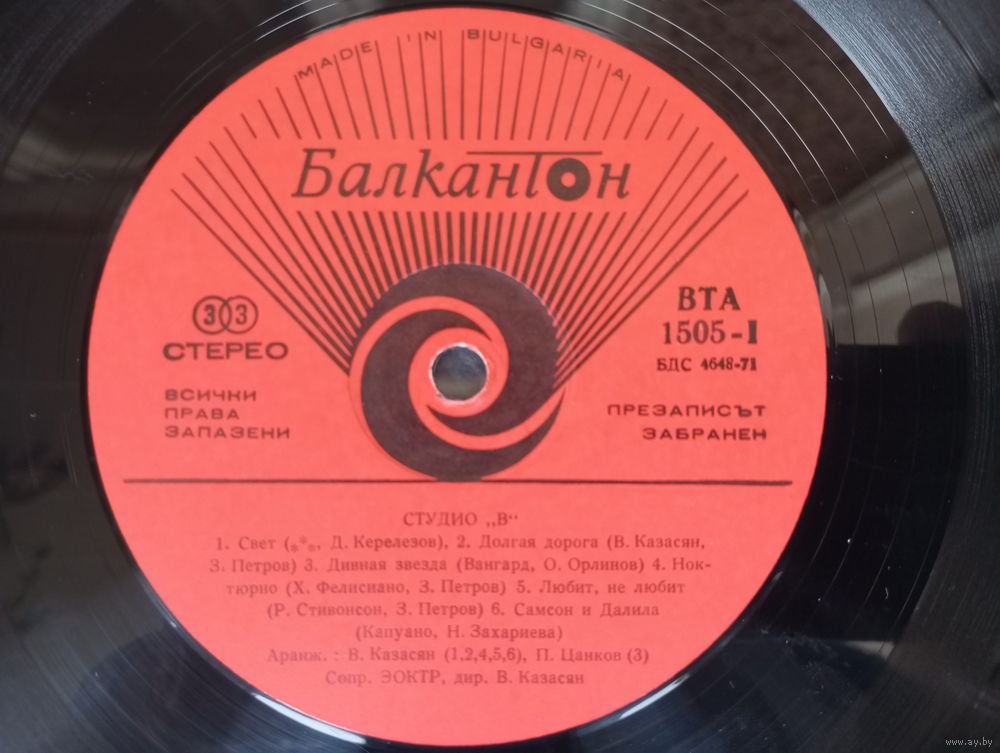 MADE IN BULGARIA
Балкантон
33
СТЕРЕО
ВСИЧКИ
ПРАВА
ЗАПАЗЕНИ
ВТА
1505-I
БДС 4648-71
ПРЕЗАПИСЪТ
ЗАБРАНЕН
СТУДИО „В“
1. Свет (***, Д. Керелезов), 2. Долгая дорога (В. Казасян,
З. Петров) 3. Дивная звезда (Вангард, О. Орлинов) 4. Нок-
тюрно (Х. Фелисиано, З. Петров) 5. Любит, не любит
(Р. Стивонсон, З. Петров) 6. Самсон и Далила
(Капуано, Н. Захариева)
Аранж. : В. Казасян (1,2,4,5,6), П. Цанков (3)
Сопр. ЭОКТР, дир. В. Казасян
www.ay.by